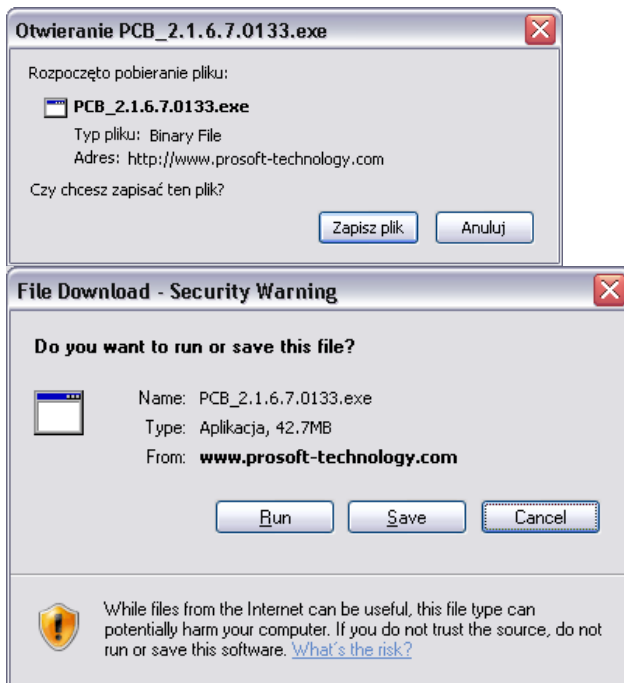 Otwieranie PCB_2.1.6.7.0133.exe
Rozpoczęto pobieranie pliku:
PCB_2.1.6.7.0133.exe
Typ pliku: Binary File
Adres: http://www.prosoft-technology.com
Czy chcesz zapisać ten plik?
Zapisz plik Anuluj
File Download - Security Warning
Do you want to run or save this file?
Name: PCB_2.1.6.7.0133.exe
Type: Aplikacja, 42.7MB
From: www.prosoft-technology.com
Run Save Cancel
While files from the Internet can be useful, this file type can
potentially harm your computer. If you do not trust the source, do not
run or save this software. What's the risk?